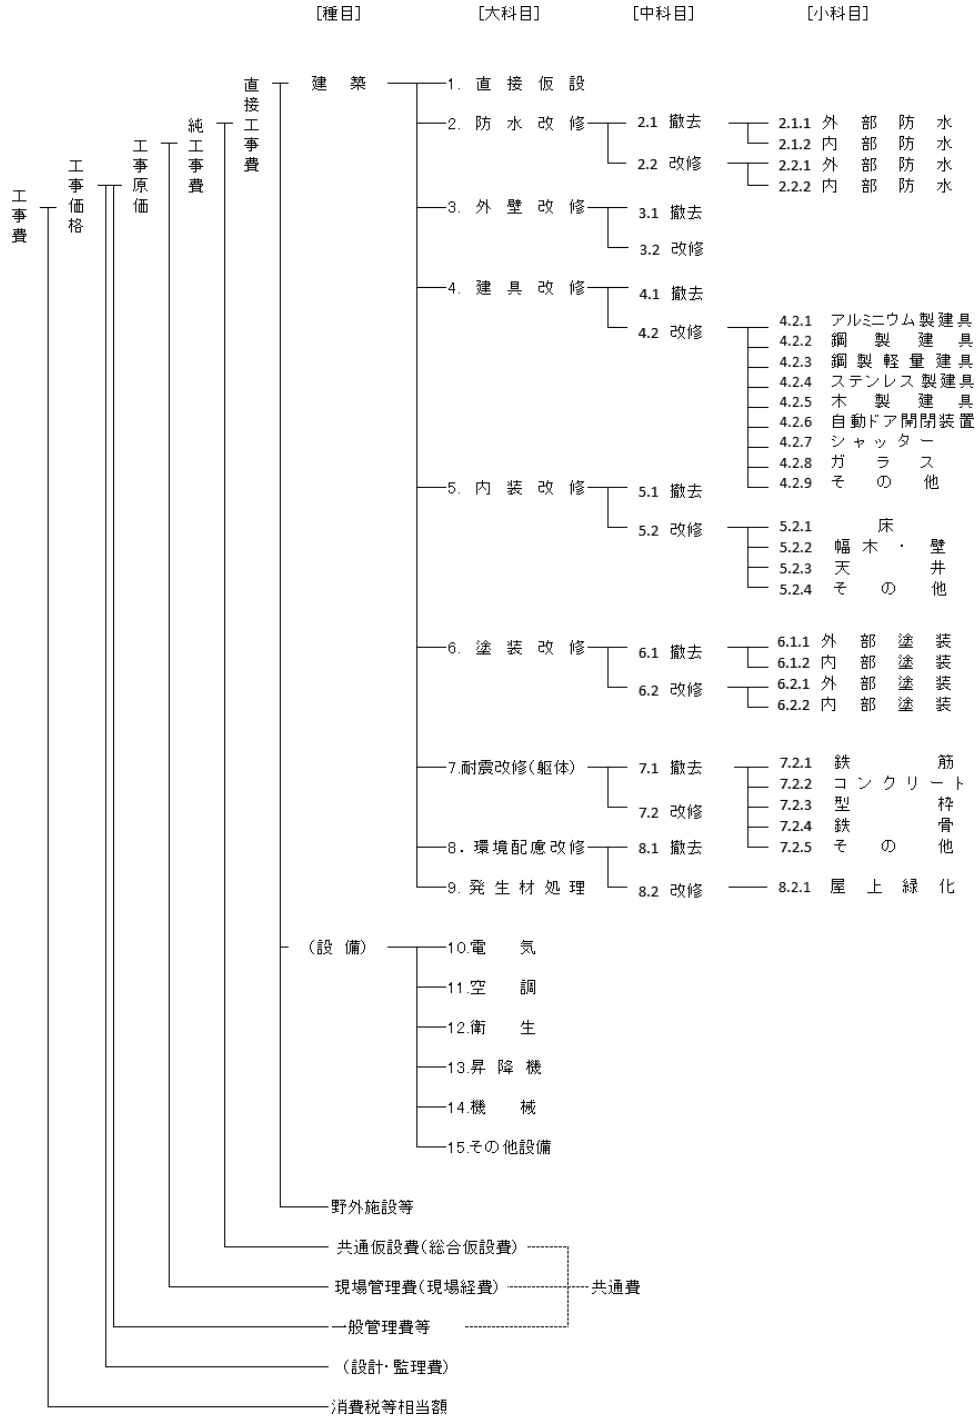 [種目] [大科目] [中科目] [小科目]
工事費
工事価格
工事原価
純工事費
直接工事費
建築
1. 直接仮設
2. 防水改修
2.1 撤去
2.1.1 外部防水
2.1.2 内部防水
2.2 改修
2.2.1 外部防水
2.2.2 内部防水
3. 外壁改修
3.1 撤去
3.2 改修
4. 建具改修
4.1 撤去
4.2 改修
4.2.1 アルミニウム製建具
4.2.2 鋼製建具
4.2.3 鋼製軽量建具
4.2.4 ステンレス製建具
4.2.5 木製建具
4.2.6 自動ドア開閉装置
4.2.7 シャッター
4.2.8 ガラス
4.2.9 その他
5. 内装改修
5.1 撤去
5.2 改修
5.2.1 床
5.2.2 幅木・壁
5.2.3 天井
5.2.4 その他
6. 塗装改修
6.1 撤去
6.1.1 外部塗装
6.1.2 内部塗装
6.2 改修
6.2.1 外部塗装
6.2.2 内部塗装
7.耐震改修(躯体)
7.1 撤去
7.2 改修
7.2.1 鉄筋
7.2.2 コンクリート
7.2.3 型枠
7.2.4 鉄骨
7.2.5 その他
8. 環境配慮改修
8.1 撤去
8.2 改修
8.2.1 屋上緑化
9. 発生材処理
(設備)
10.電気
11.空調
12.衛生
13.昇降機
14.機械
15.その他設備
野外施設等
共通仮設費(総合仮設費)
現場管理費(現場経費)
共通費
一般管理費等
(設計・監理費)
消費税等相当額